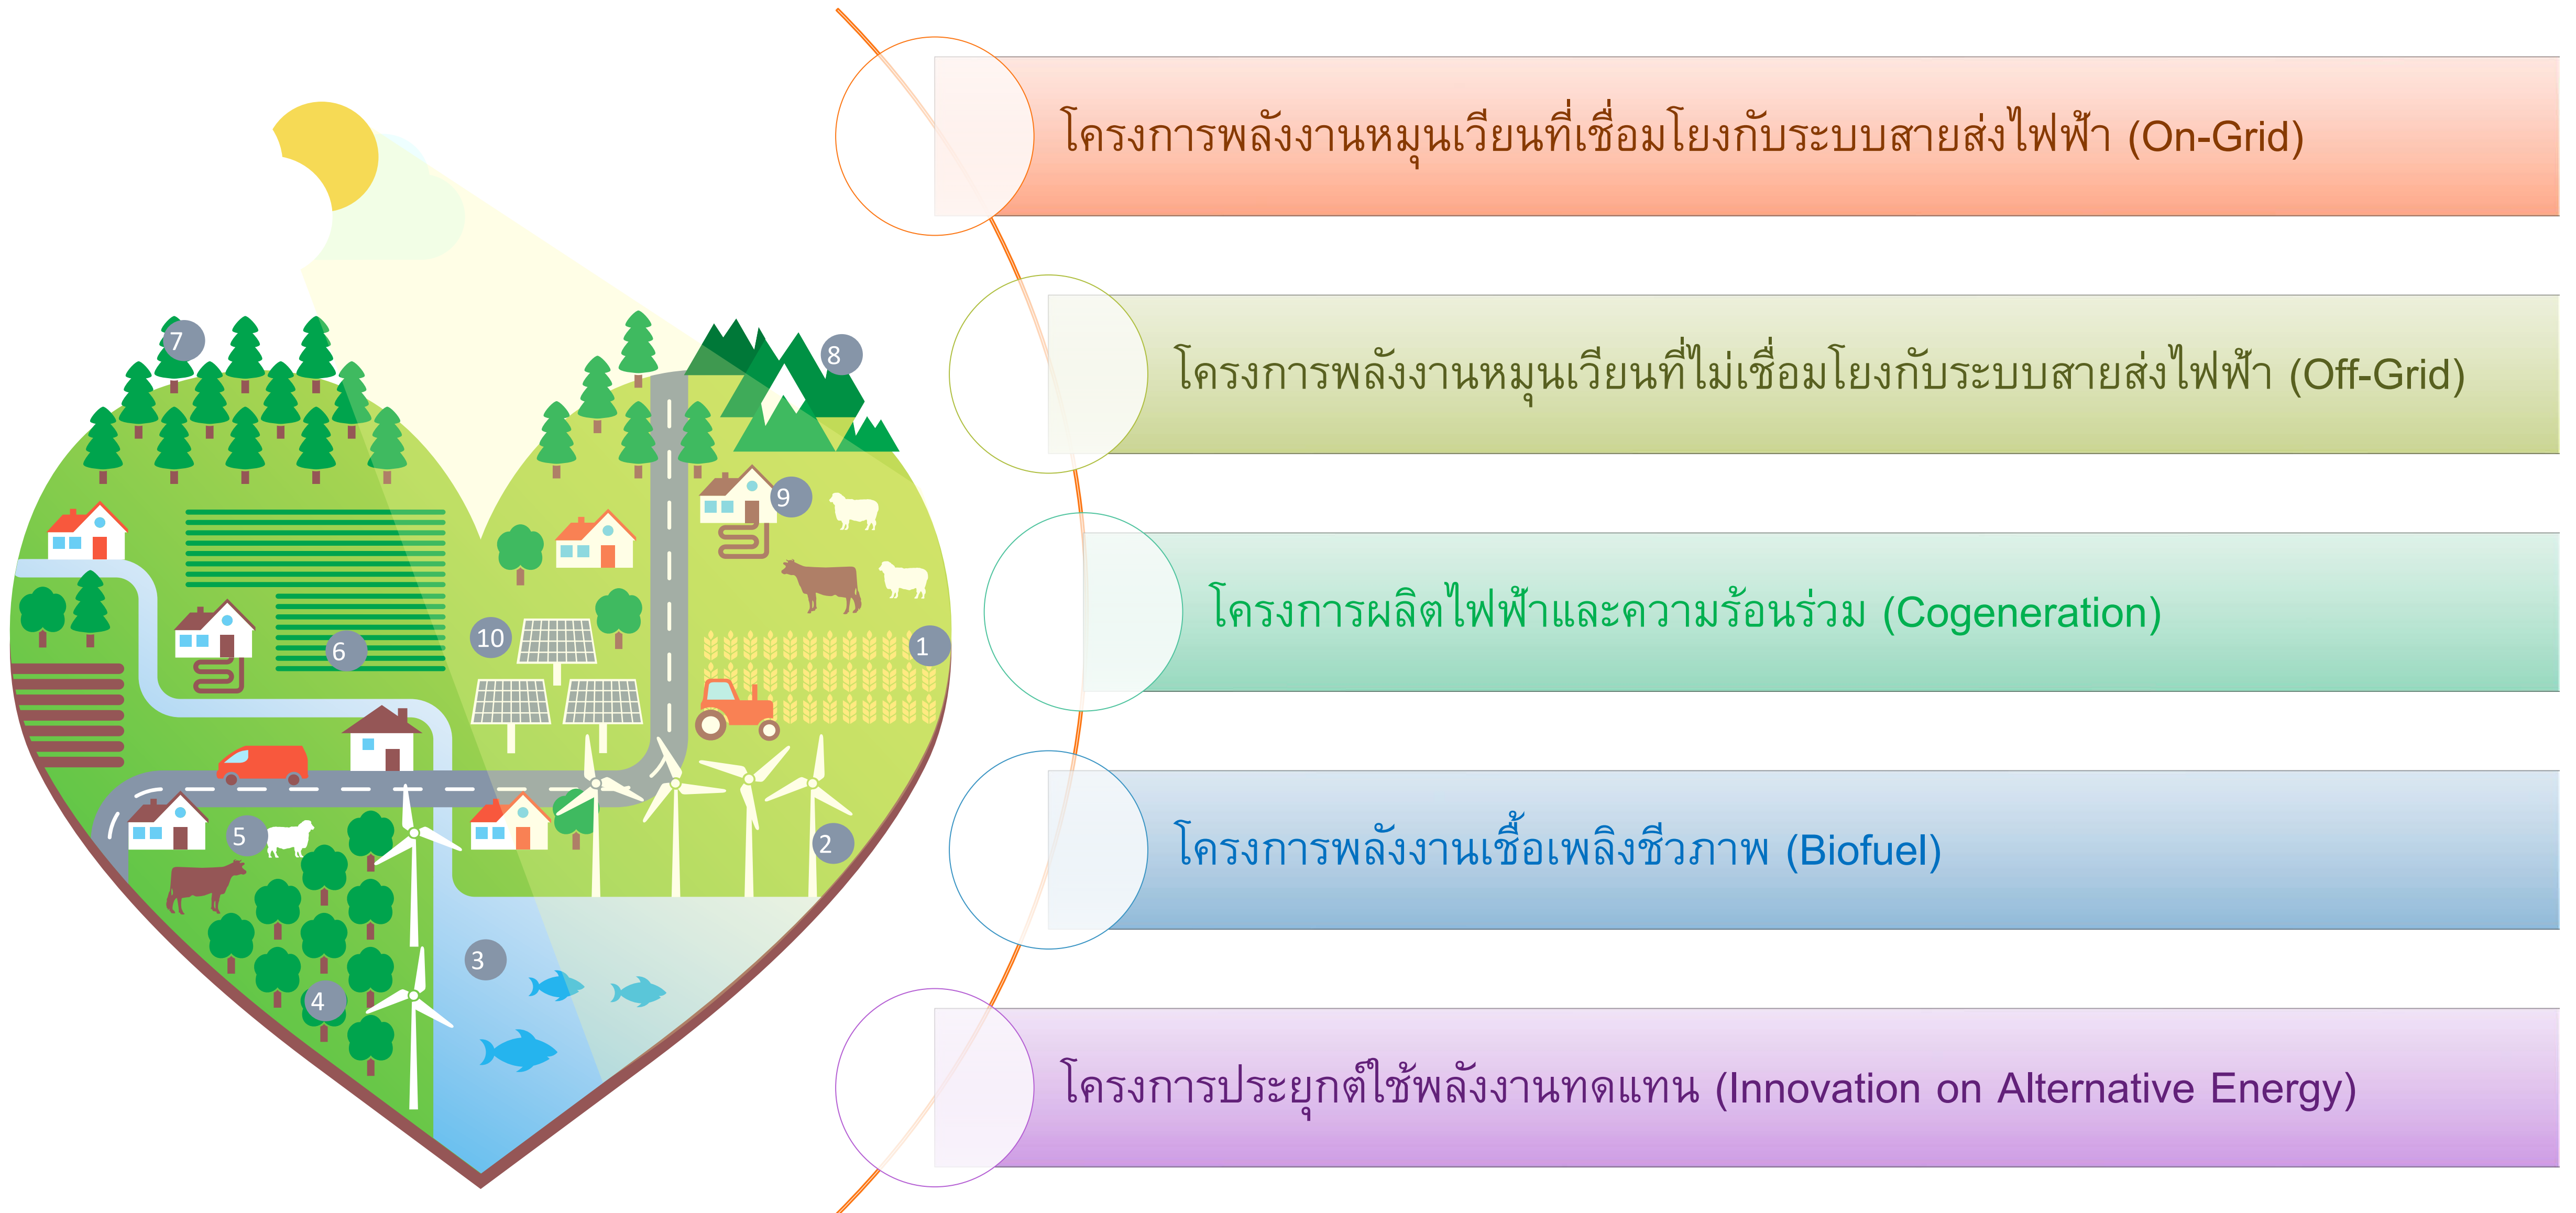 7
8
9
6
10
1
5
2
3
4
โครงการพลังงานหมุนเวียนที่เชื่อมโยงกับระบบสายส่งไฟฟ้า (On-Grid)
โครงการพลังงานหมุนเวียนที่ไม่เชื่อมโยงกับระบบสายส่งไฟฟ้า (Off-Grid)
โครงการผลิตไฟฟ้าและความร้อนร่วม (Cogeneration)
โครงการพลังงานเชื้อเพลิงชีวภาพ (Biofuel)
โครงการประยุกต์ใช้พลังงานทดแทน (Innovation on Alternative Energy)